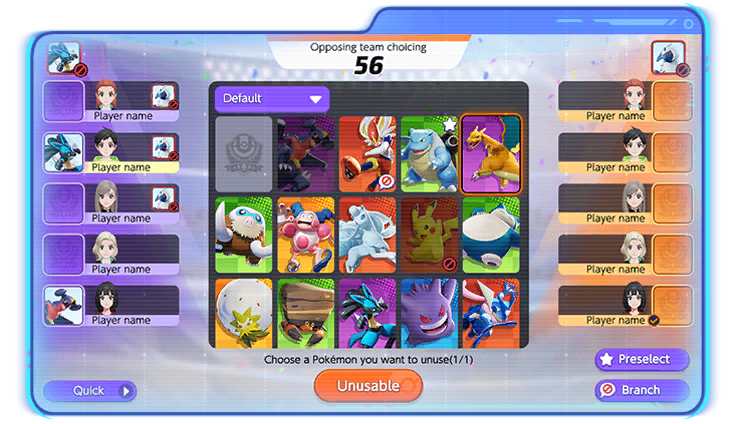 Opposing team choicing
56
Default
Player name
Player name
Player name
Player name
Player name
Player name
Player name
Player name
Player name
Player name
Choose a Pokémon you want to unuse(1/1)
Preselect
Quick
Unusable
Branch